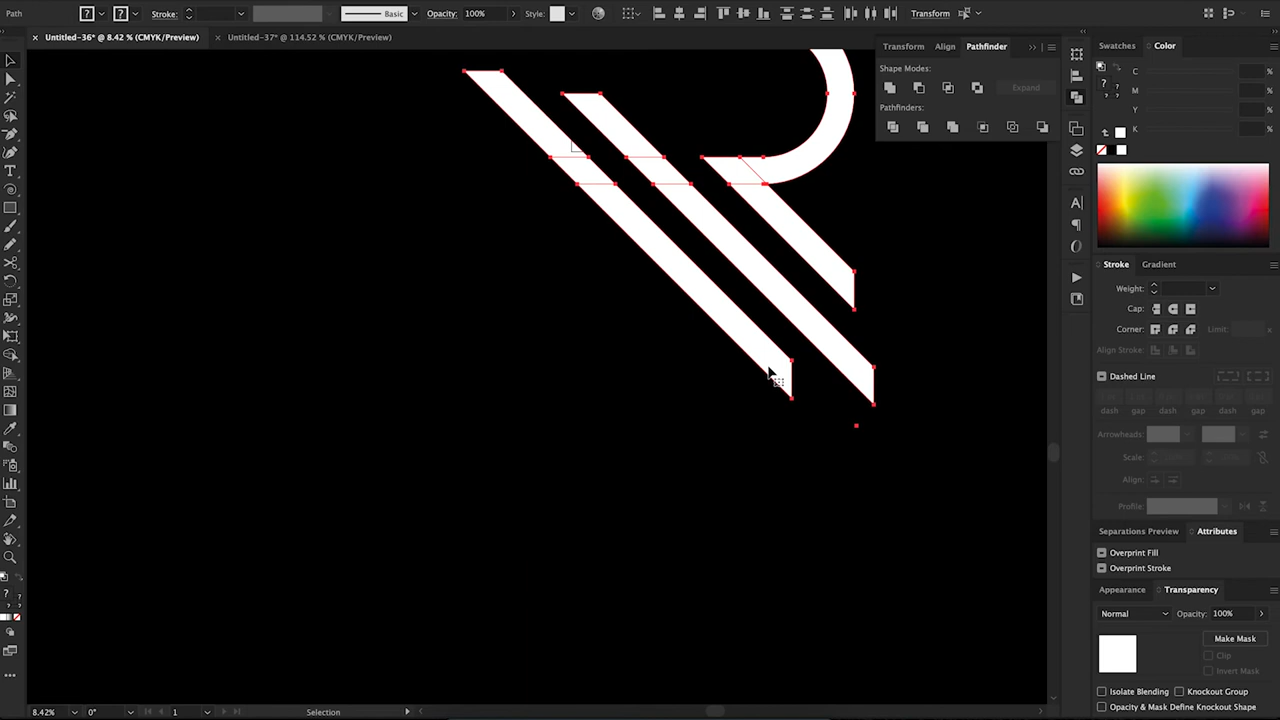 Path ? ? Stroke: Basic Opacity: 100% Style: Transform
Untitled-36* @ 8.42 % (CMYK/Preview) × Untitled-37* @ 114.52 % (CMYK/Preview)
Transform Align Pathfinder
Shape Modes:
Expand
Pathfinders:
Swatches Color
C %
M %
Y %
K %
Stroke Gradient
Weight:
Cap:
Corner: Limit: x
Align Stroke:
Dashed Line
dash gap dash gap dash gap
Arrowheads:
Scale:
Align:
Profile:
Separations Preview Attributes
Overprint Fill
Overprint Stroke
Appearance Transparency
Normal Opacity: 100%
Make Mask
Clip
Invert Mask
Isolate Blending Knockout Group
Opacity & Mask Define Knockout Shape
8.42% 0° 1 Selection